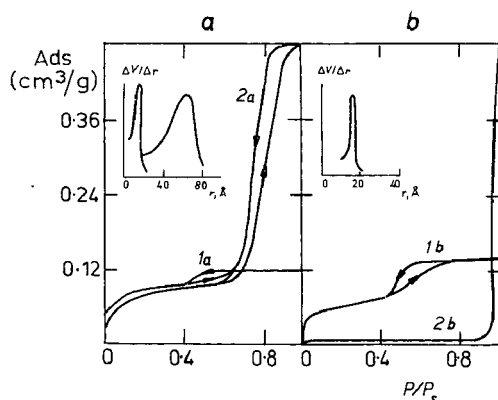 a
b
Ads
(cm³/g)
0.36
0.24
0.12
ΔV/Δr
0 40 80
r, Å
2a
1a
ΔV/Δr
0 20 40
r, Å
1b
2b
0 0.4 0.8 0 0.4 0.8
P/Pₛ